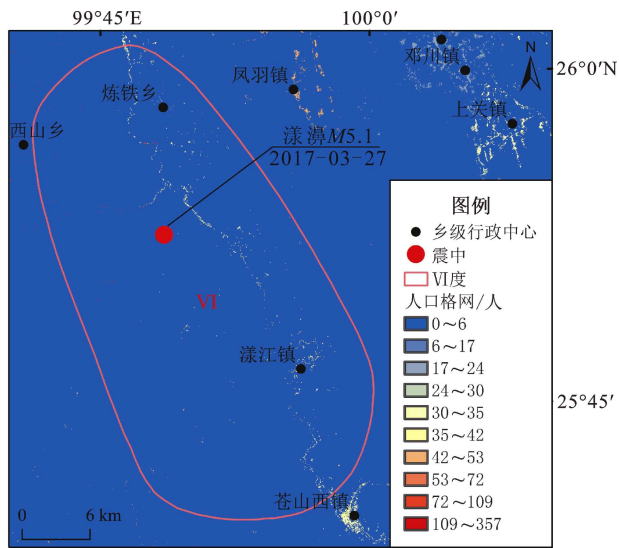 99°45′E
100°0′
26°0′N
25°45′
N
邓川镇
凤羽镇
炼铁乡
上关镇
西山乡
漾濞M5.1
2017-03-27
Ⅵ
漾江镇
苍山西镇
0 6 km
图例
乡级行政中心
震中
Ⅵ度
人口格网/人
0～6
6～17
17～24
24～30
30～35
35～42
42～53
53～72
72～109
109～357